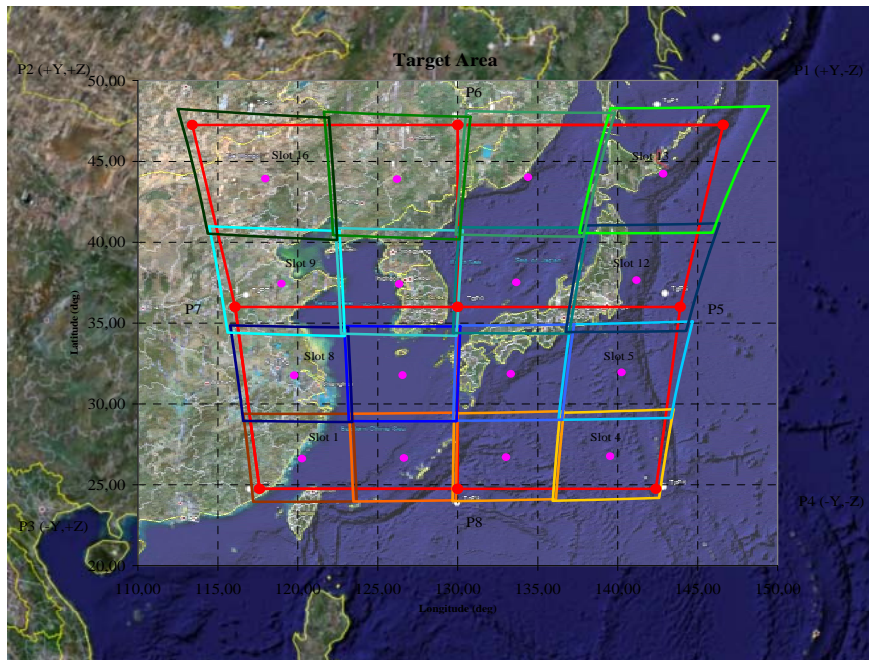 Target Area
P2 (+Y,+Z)
P1 (+Y,-Z)
50,00
P6
45,00
Slot 16
Slot 13
40,00
Slot 9
Slot 12
P7
P5
35,00
Latitude (deg)
Slot 8
Slot 5
30,00
Slot 1
Slot 4
25,00
P3 (-Y,+Z)
P4 (-Y,-Z)
P8
20,00
110,00 115,00 120,00 125,00 130,00 135,00 140,00 145,00 150,00
Longitude (deg)